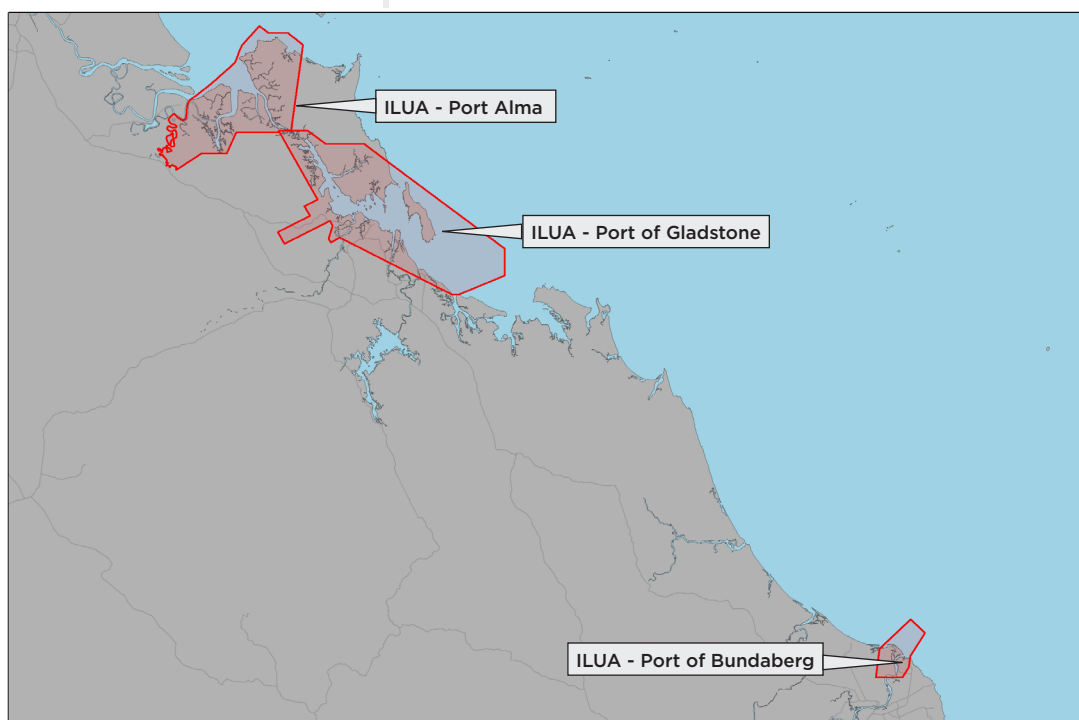 ILUA - Port Alma
ILUA - Port of Gladstone
ILUA - Port of Bundaberg